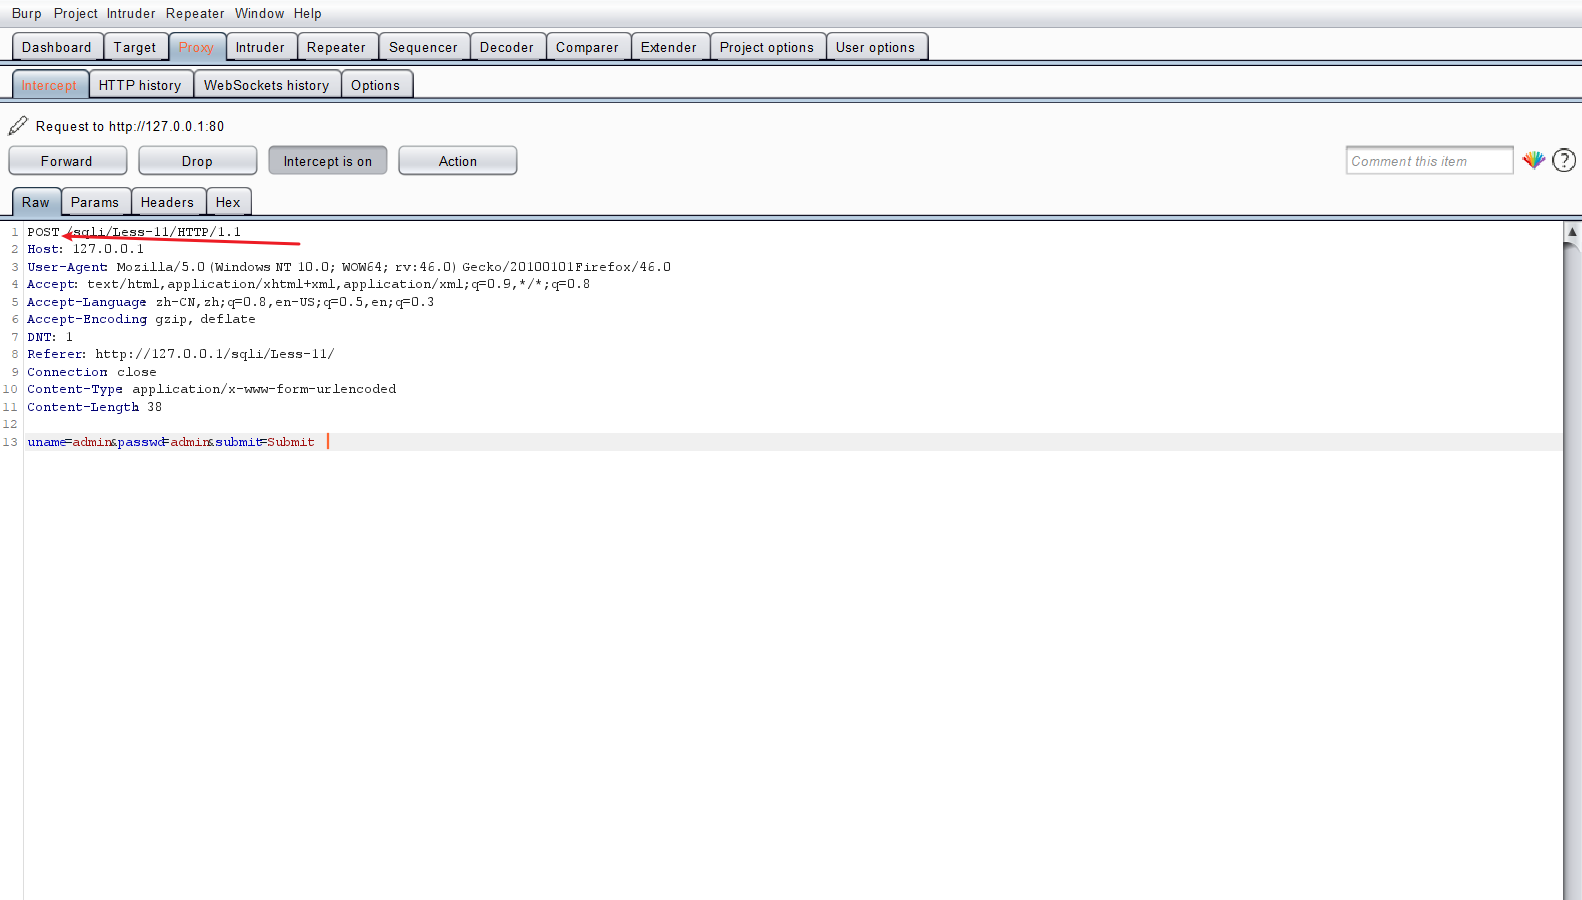 Burp Project Intruder Repeater Window Help
Dashboard Target Proxy Intruder Repeater Sequencer Decoder Comparer Extender Project options User options
Intercept HTTP history WebSockets history Options
Request to http://127.0.0.1:80
Forward Drop Intercept is on Action Comment this item ?
Raw Params Headers Hex
1 POST /sqli/Less-11/HTTP/1.1
2 Host: 127.0.0.1
3 User-Agent: Mozilla/5.0 (Windows NT 10.0; WOW64; rv:46.0) Gecko/20100101Firefox/46.0
4 Accept: text/html,application/xhtml+xml,application/xml;q=0.9,*/*;q=0.8
5 Accept-Language: zh-CN,zh;q=0.8,en-US;q=0.5,en;q=0.3
6 Accept-Encoding: gzip, deflate
7 DNT: 1
8 Referer: http://127.0.0.1/sqli/Less-11/
9 Connection: close
10 Content-Type: application/x-www-form-urlencoded
11 Content-Length: 38
12
13 uname=admin&passwd=admin&submit=Submit